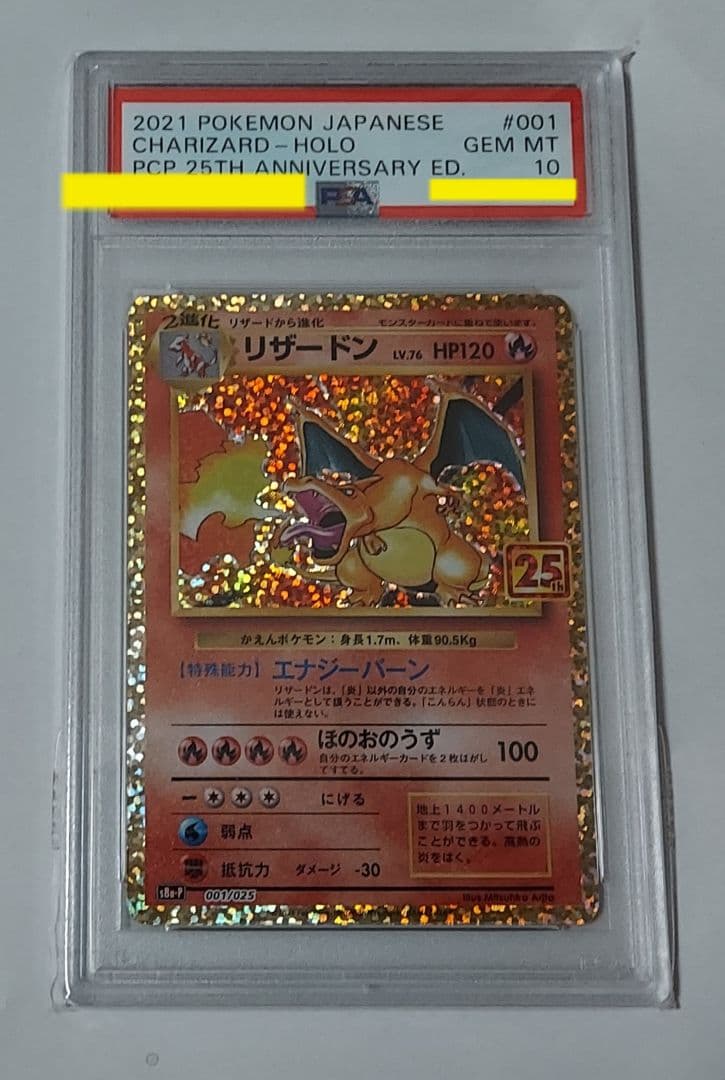 2021 POKEMON JAPANESE #001
CHARIZARD-HOLO GEM MT
PCP 25TH ANNIVERSARY ED. 10
PSA
2進化 リザードから進化 モンスターカードに重ねて使います。
リザードン LV.76 HP120
25th
かえんポケモン：身長1.7m、体重90.5Kg
【特殊能力】エナジーバーン
リザードンは、「炎」以外の自分のエネルギーを「炎」エネ
ルギーとして扱うことができる。「こんらん」状態のときに
は使えない。
ほのおのうず 100
自分のエネルギーカードを2枚はがし
てすてる。
にげる
弱点
抵抗力 ダメージ -30
地上1400メートル
まで羽をつかって飛ぶ
ことができる。高熱の
炎をはく。
s8a-P 001/025
Illus.Mitsuhiro Arita